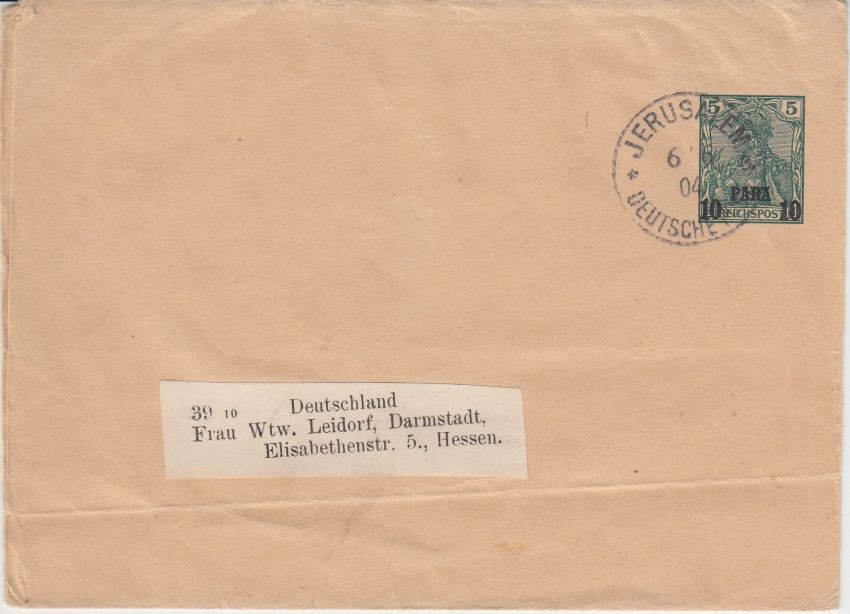 5 5
JERUSALEM
6
04
PARA
10 REICHSPOST 10
DEUTSCHE
39 10 Deutschland
Frau Wtw. Leidorf, Darmstadt,
Elisabethenstr. 5., Hessen.